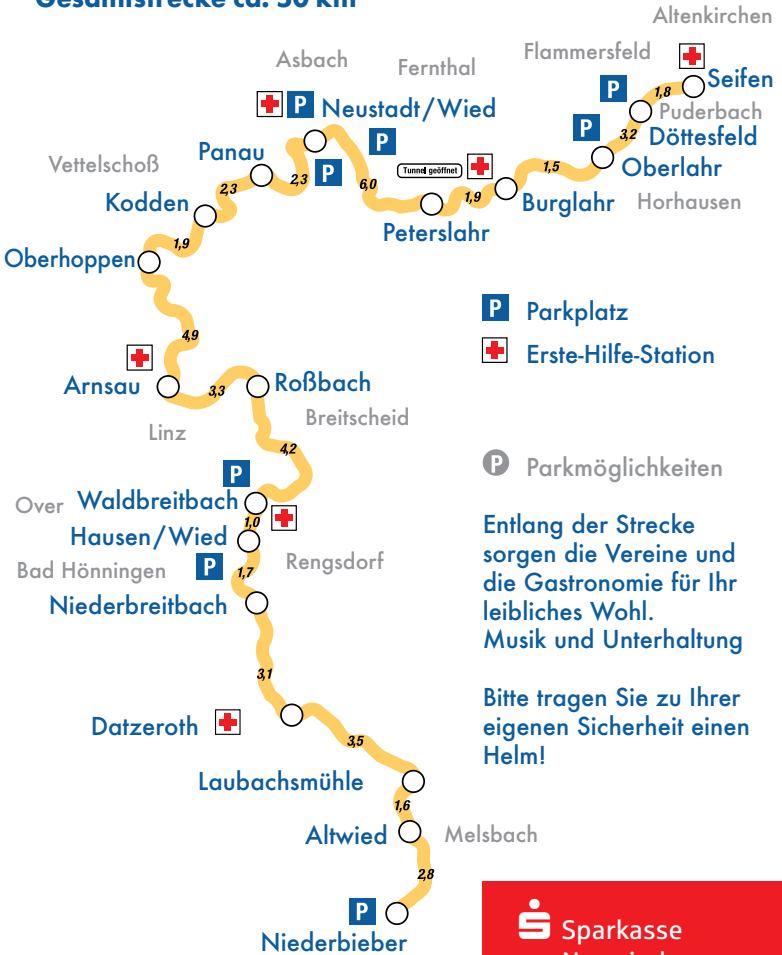 Gesamtstrecke ca. 50 km
Altenkirchen
Asbach
Fernthal
Flammersfeld
Seifen
1,8
P
P Neustadt/Wied
Puderbach
P
P
3,2
Döttesfeld
Panau
Vettelschoß
2,3
P
Tunnel geöffnet
6,0
1,5
Oberlahr
2,3
Kodden
1,9
Burglahr
Horhausen
Peterslahr
1,9
Oberhoppen
P Parkplatz
4,9
Erste-Hilfe-Station
Arnsau
3,3
Roßbach
Breitscheid
Linz
4,2
P Parkmöglichkeiten
P
Over
Waldbreitbach
1,0
Hausen/Wied
Rengsdorf
Bad Hönningen
P
1,7
Niederbreitbach
Entlang der Strecke
sorgen die Vereine und
die Gastronomie für Ihr
leibliches Wohl.
Musik und Unterhaltung
3,1
Bitte tragen Sie zu Ihrer
eigenen Sicherheit einen
Helm!
Datzeroth
3,5
Laubachsmühle
1,6
Altwied
Melsbach
2,8
P
Niederbieber
Sparkasse